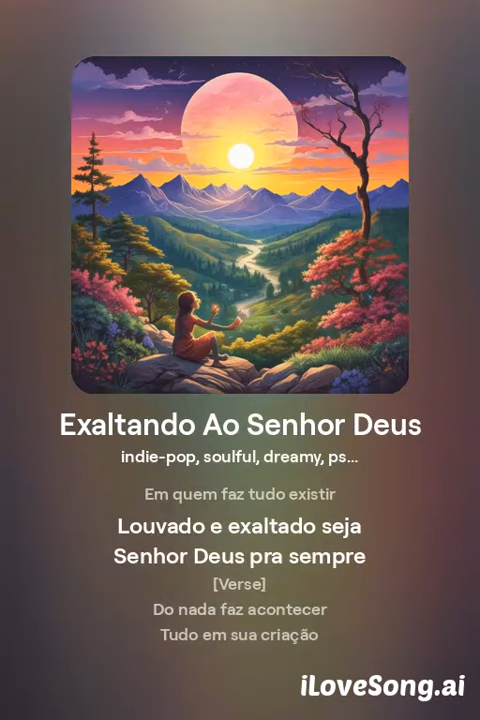 Exaltando Ao Senhor Deus
indie-pop, soulful, dreamy, ps...
Em quem faz tudo existir
Louvado e exaltado seja
Senhor Deus pra sempre
[Verse]
Do nada faz acontecer
Tudo em sua criação
iLoveSong.ai